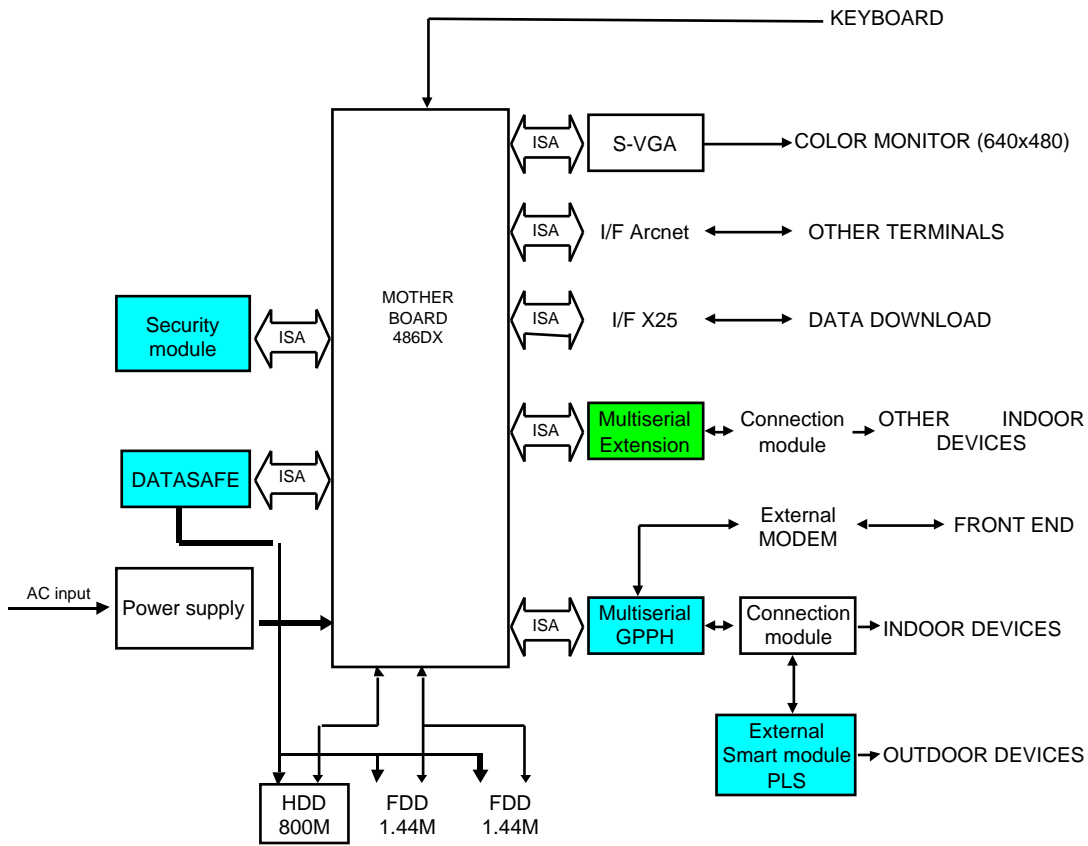 KEYBOARD
ISA
S-VGA
COLOR MONITOR (640x480)
ISA
I/F Arcnet
OTHER TERMINALS
MOTHER
BOARD
486DX
ISA
I/F X25
DATA DOWNLOAD
Security
module
ISA
ISA
Multiserial
Extension
Connection
module
OTHER INDOOR
DEVICES
DATASAFE
ISA
External
MODEM
FRONT END
AC input
Power supply
ISA
Multiserial
GPPH
Connection
module
INDOOR DEVICES
External
Smart module
PLS
OUTDOOR DEVICES
HDD
800M
FDD
1.44M
FDD
1.44M